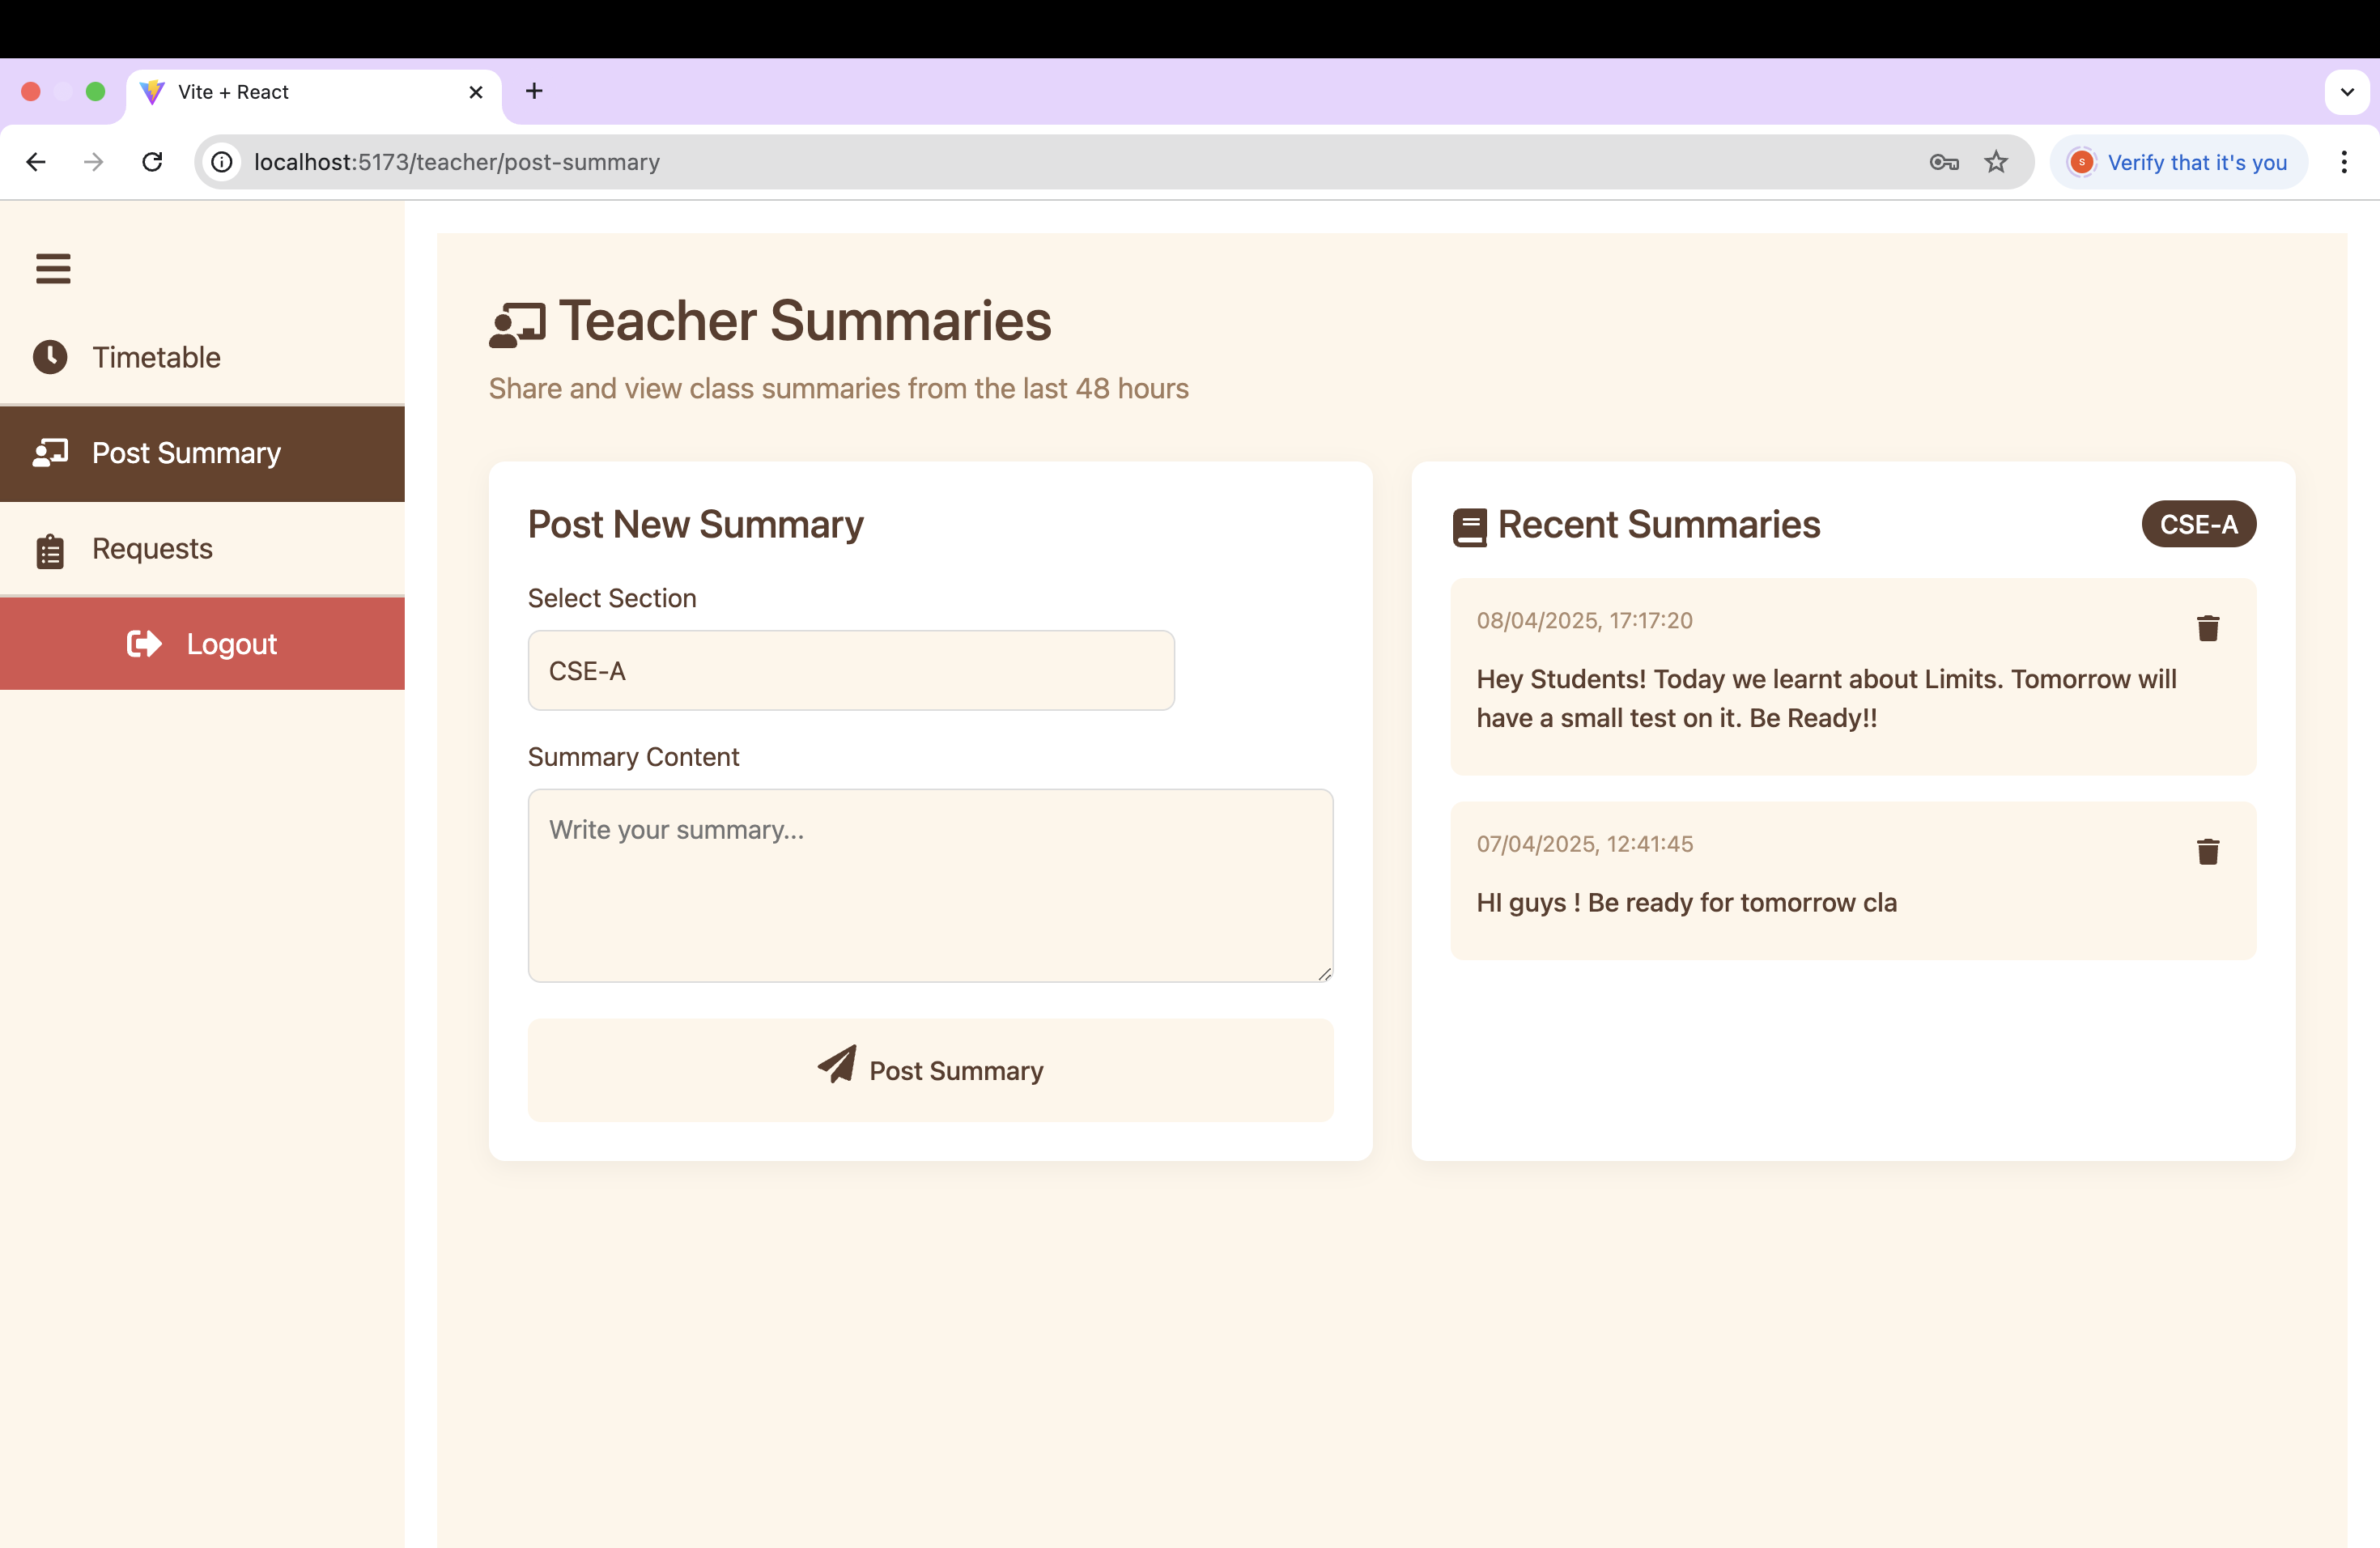 Vite + React
localhost:5173/teacher/post-summary
S
Verify that it's you
Timetable
Post Summary
Requests
Logout
Teacher Summaries
Share and view class summaries from the last 48 hours
Post New Summary
Select Section
CSE-A
Summary Content
Write your summary...
Post Summary
Recent Summaries
CSE-A
08/04/2025, 17:17:20
Hey Students! Today we learnt about Limits. Tomorrow will
have a small test on it. Be Ready!!
07/04/2025, 12:41:45
HI guys ! Be ready for tomorrow cla